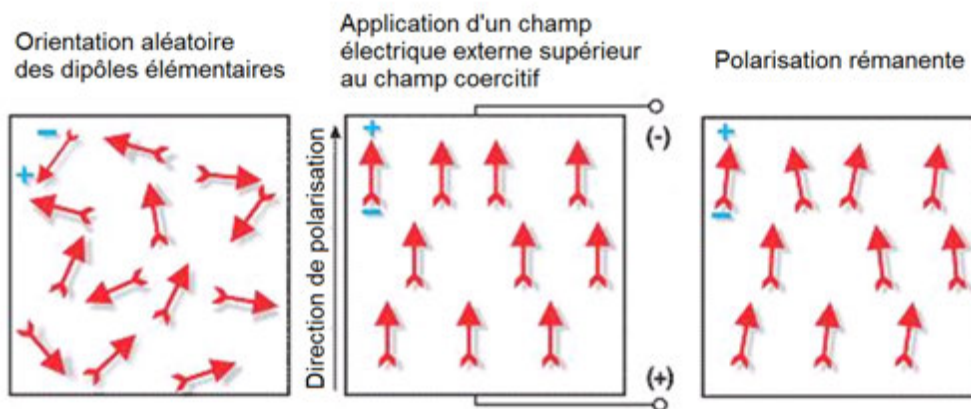 Orientation aléatoire
des dipôles élémentaires
Application d'un champ
électrique externe supérieur
au champ coercitif
Polarisation rémanente
−
+
Direction de polarisation
+
−
(-)
(+)
+
−